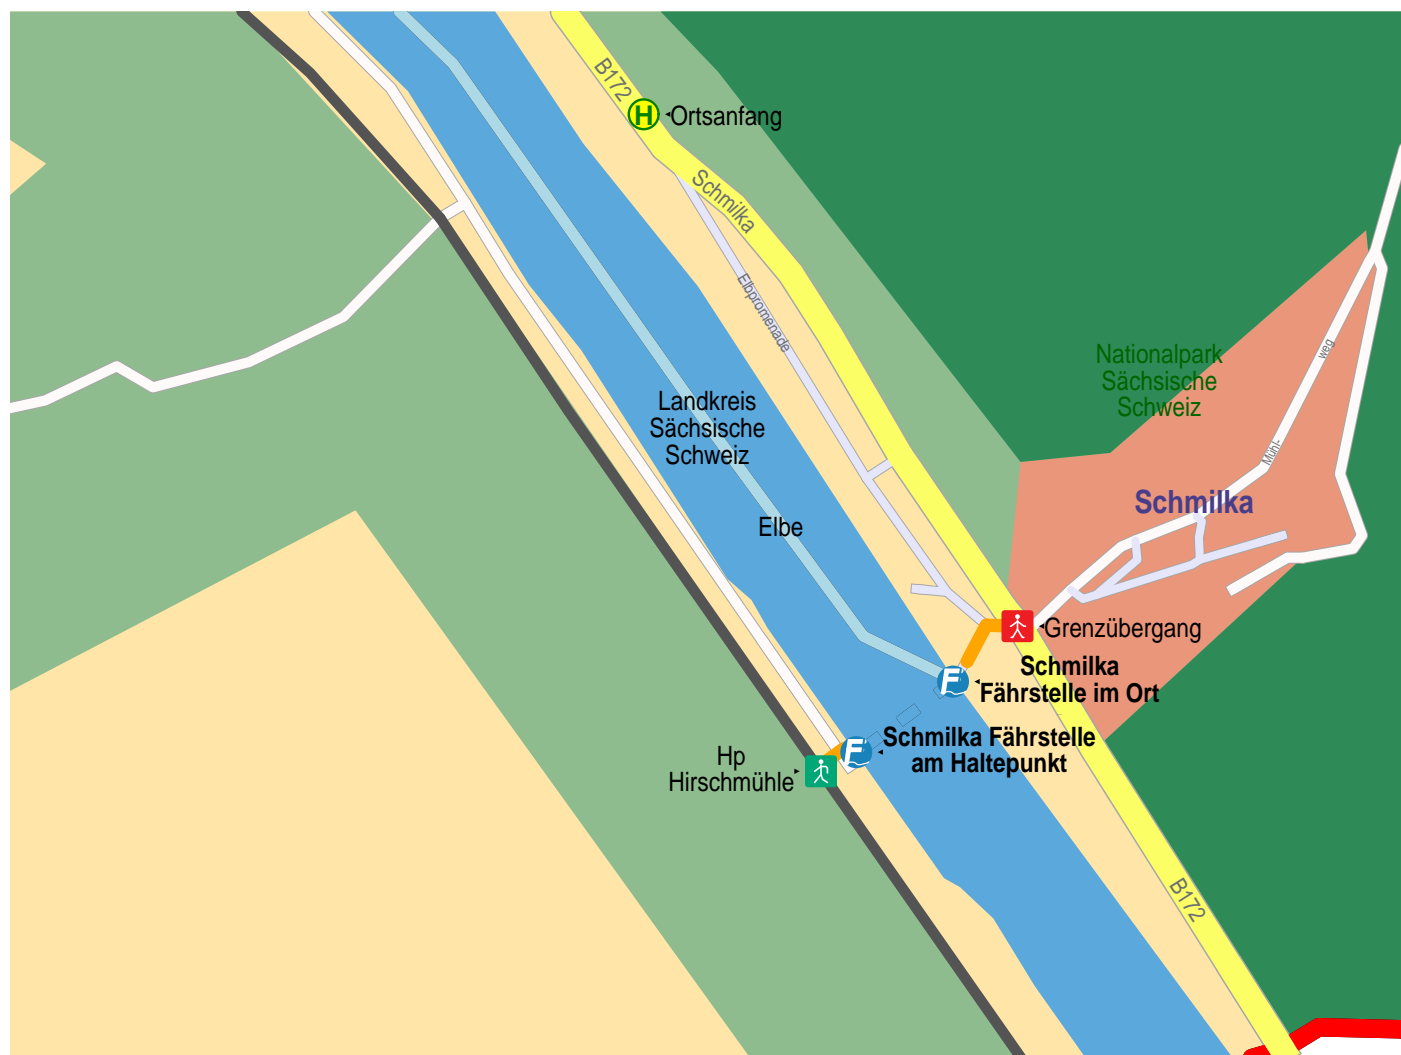 B172
H
Ortsanfang
Schmilka
Elbpromenade
Nationalpark
Sächsische
Schweiz
weg
Mühl-
Landkreis
Sächsische
Schweiz
Schmilka
Elbe
Grenzübergang
Schmilka
Fährstelle im Ort
F
Schmilka Fährstelle
am Haltepunkt
F
Hp
Hirschmühle
B172